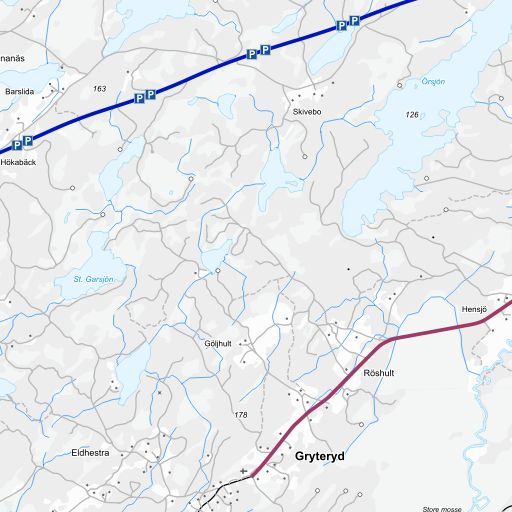 nanäs
Barslida
163
Örsjön
126
Skivebo
Hökabäck
P P
P P
P P
P P
St. Garsjön
Hensjö
Göljhult
Röshult
178
Eldhestra
Gryteryd
Store mosse